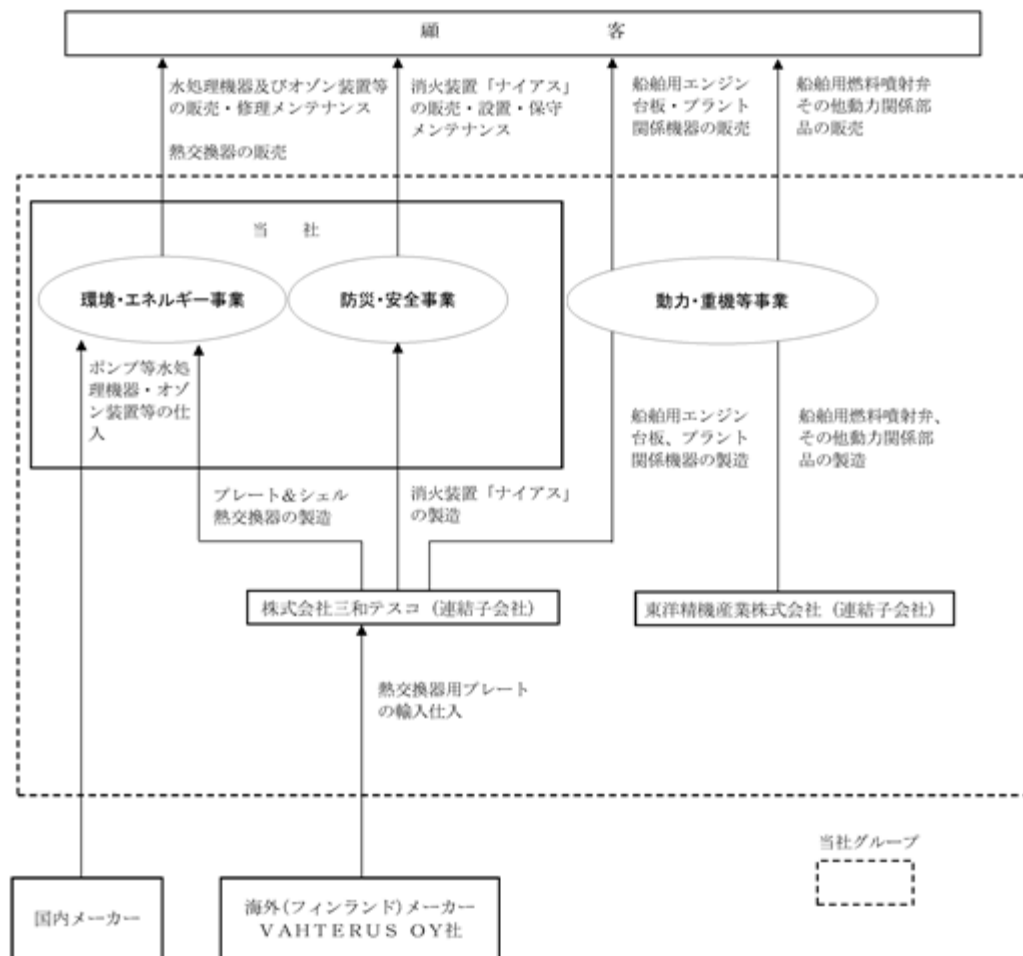 顧　客
水処理機器及びオゾン装置等
の販売・修理メンテナンス
熱交換器の販売
消火装置「ナイアス」
の販売・設置・保守
メンテナンス
船舶用エンジン
台板・プラント
関係機器の販売
船舶用燃料噴射弁
その他動力関係部
品の販売
当　社
環境・エネルギー事業
防災・安全事業
動力・重機等事業
ポンプ等水処
理機器・オゾ
ン装置等の仕
入
船舶用エンジン
台板、プラント
関係機器の製造
船舶用燃料噴射弁、
その他動力関係部
品の製造
プレート＆シェル
熱交換器の製造
消火装置「ナイアス」
の製造
株式会社三和テスコ（連結子会社）
東洋精機産業株式会社（連結子会社）
熱交換器用プレート
の輸入仕入
当社グループ
国内メーカー
海外(フィンランド)メーカー
ＶＡＨＴＥＲＵＳ ＯＹ社